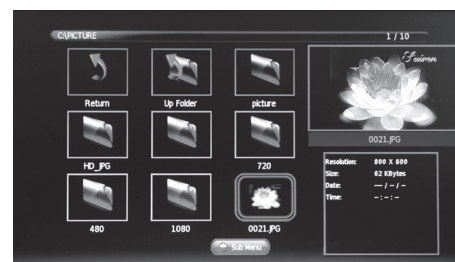 C:\PICTURE
1 / 10
Return
Up Folder
picture
HD_JPG
720
480
1080
0021.JPG
Sub Menu
0021.JPG
Resolution: 800 X 600
Size: 62 KBytes
Date: --- / - / -
Time: - : - : -